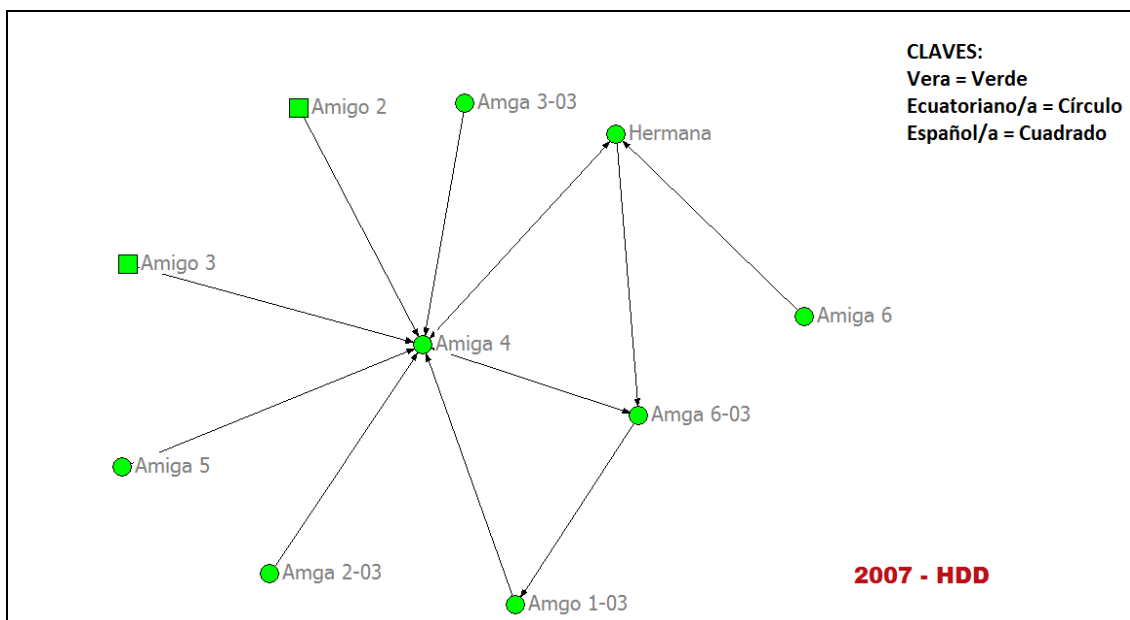 CLAVES:
Vera = Verde
Ecuatoriano/a = Círculo
Español/a = Cuadrado
Amigo 2
Amga 3-03
Hermana
Amigo 3
Amiga 6
Amiga 4
Amga 6-03
Amiga 5
Amga 2-03
Amgo 1-03
2007 - HDD